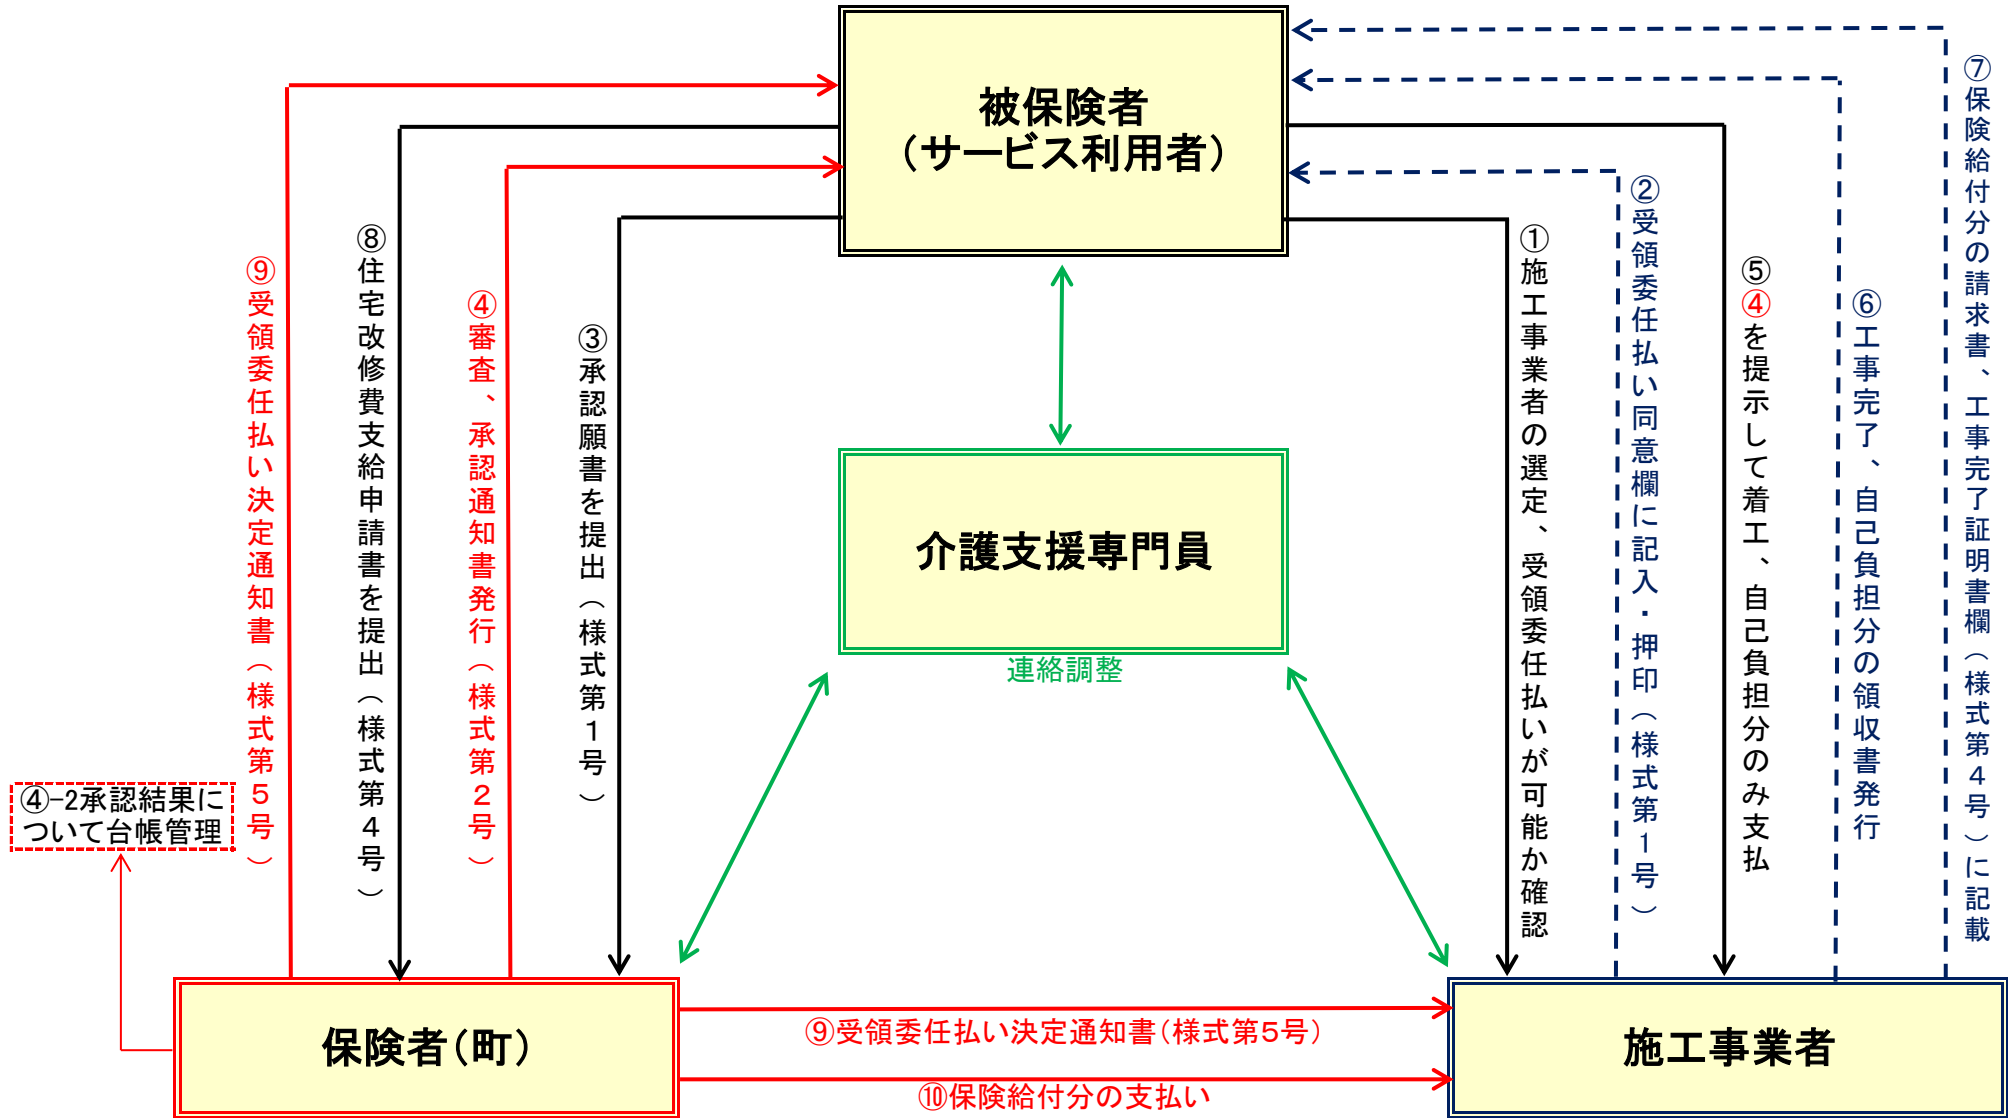 被保険者
（サービス利用者）
⑨受領委任払い決定通知書（様式第５号）
⑧住宅改修費支給申請書を提出（様式第４号）
④審査、承認通知書発行（様式第２号）
③承認願書を提出（様式第１号）
①施工事業者の選定、受領委任払いが可能か確認
②受領委任払い同意欄に記入・押印（様式第１号）
⑤④を提示して着工、自己負担分のみ支払
⑥工事完了、自己負担分の領収書発行
⑦保険給付分の請求書、工事完了証明書欄（様式第４号）に記載
介護支援専門員
連絡調整
④-2承認結果に
ついて台帳管理
保険者（町）
⑨受領委任払い決定通知書（様式第5号）
⑩保険給付分の支払い
施工事業者